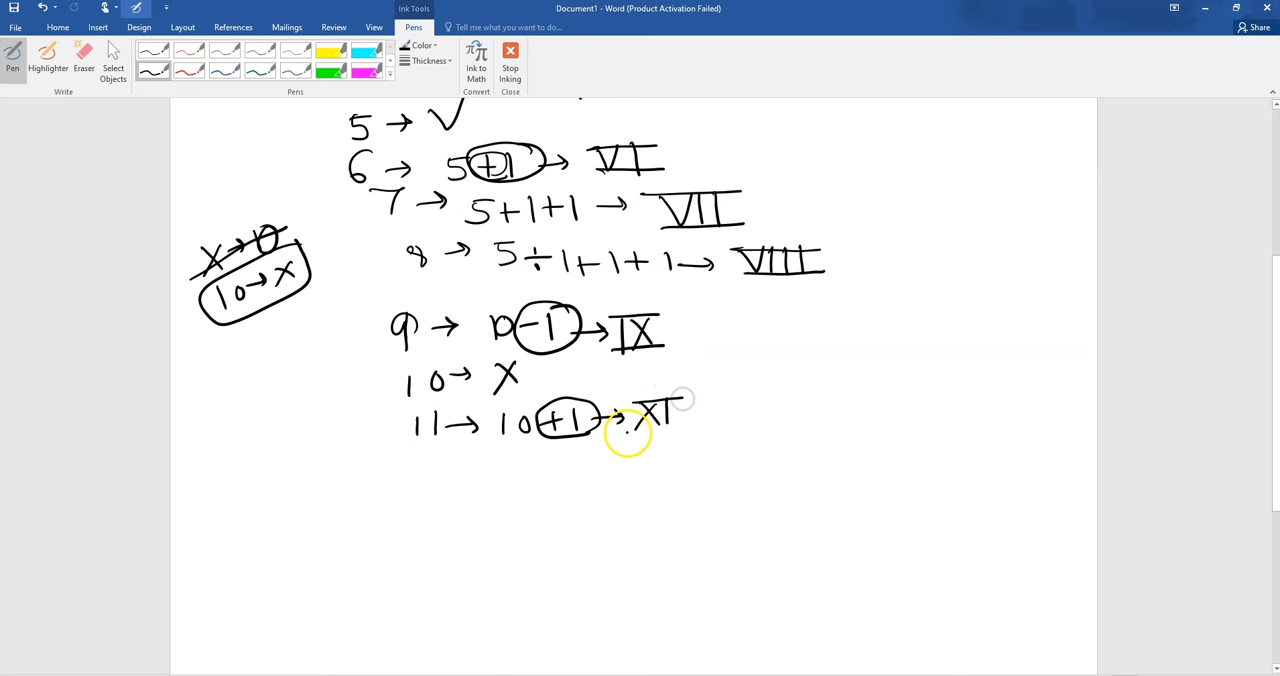 Ink Tools
Document1 - Word (Product Activation Failed)
File Home Insert Design Layout References Mailings Review View Pens Tell me what you want to do... Share
Pen Highlighter Eraser Select Objects
Color
Thickness
Ink to Math
Stop Inking
Write Pens Convert Close
5 → V
6 → 5 +1 → VI
7 → 5+1+1 → VII
8 → 5 ÷ 1+1+1 → VIII
X → 10
10 → X
9 → 10 -1 → IX
10 → X
11 → 10 +1 → XI